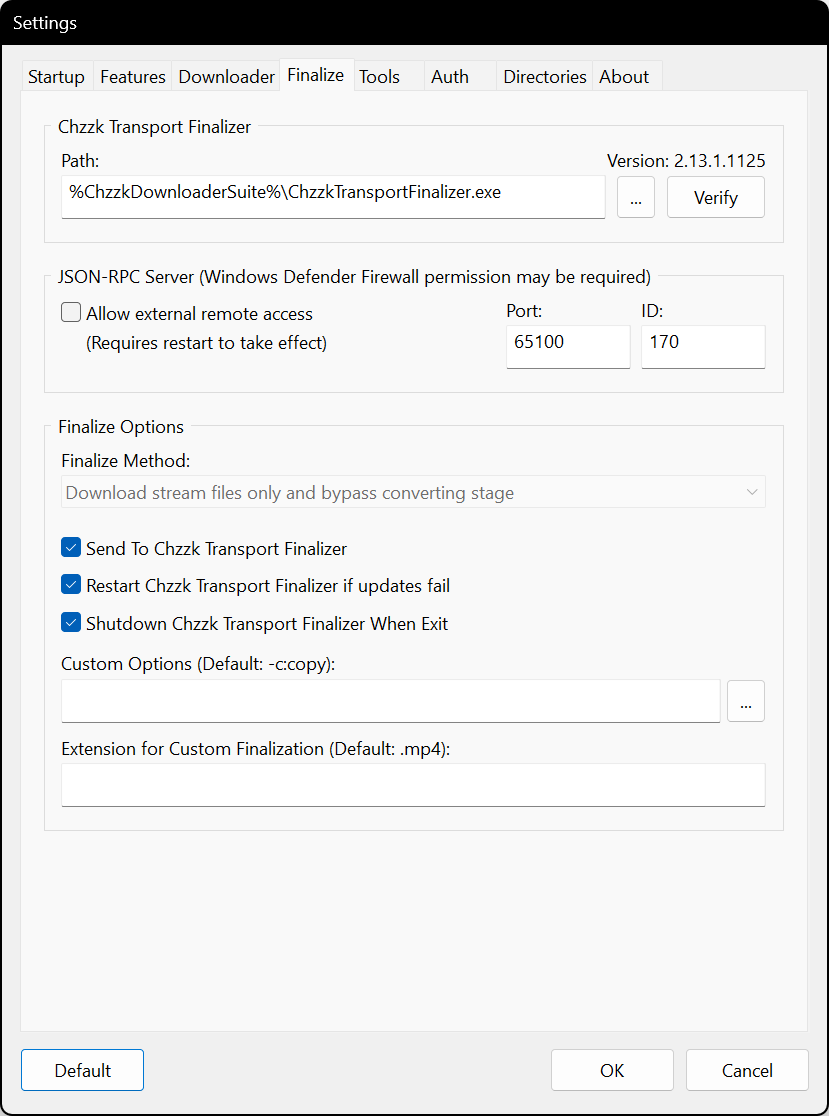 Settings
Startup Features Downloader Finalize Tools Auth Directories About
Chzzk Transport Finalizer
Path: Version: 2.13.1.1125
%ChzzkDownloaderSuite%\ChzzkTransportFinalizer.exe ... Verify
JSON-RPC Server (Windows Defender Firewall permission may be required)
Allow external remote access Port: ID:
(Requires restart to take effect) 65100 170
Finalize Options
Finalize Method:
Download stream files only and bypass converting stage
Send To Chzzk Transport Finalizer
Restart Chzzk Transport Finalizer if updates fail
Shutdown Chzzk Transport Finalizer When Exit
Custom Options (Default: -c:copy):
...
Extension for Custom Finalization (Default: .mp4):
Default OK Cancel